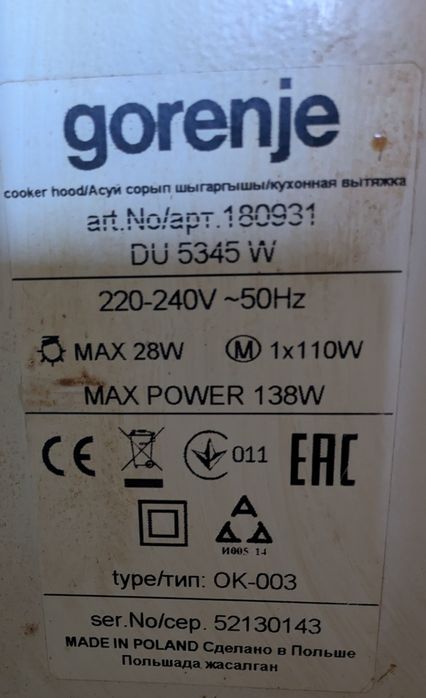 gorenje
cooker hood/Асүй сорып шығарғышы/кухонная вытяжка
art.No/арт.180931
DU 5345 W
220-240V ~50Hz
MAX 28W M 1x110W
MAX POWER 138W
CE 011 EAC
И005 14
type/тип: OK-003
ser.No/сер. 52130143
MADE IN POLAND Сделано в Польше
Польшада жасалган